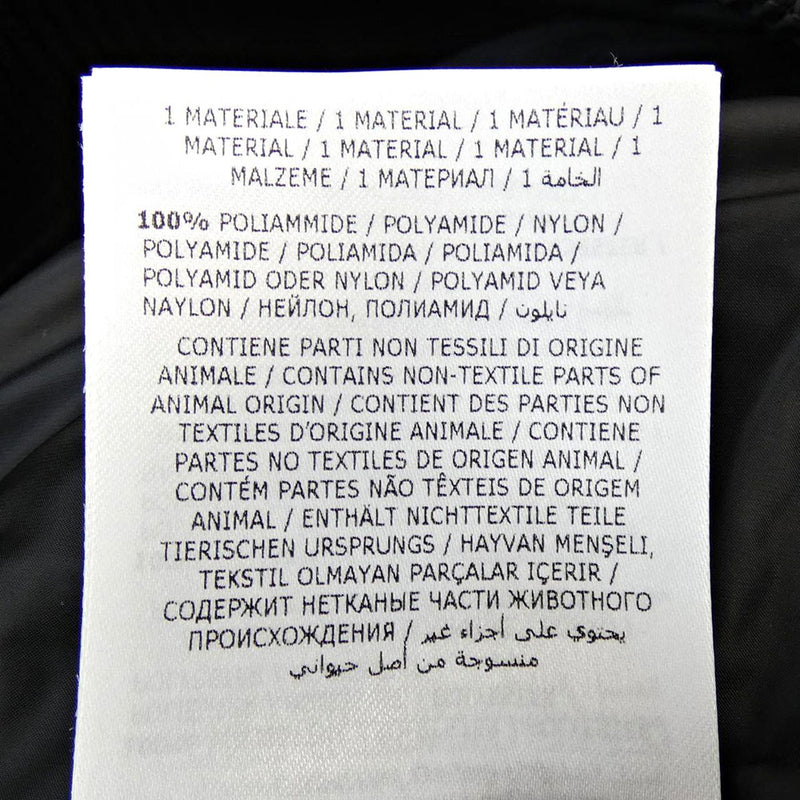 1 MATERIALE / 1 MATERIAL / 1 MATÉRIAU / 1
MATERIAL / 1 MATERIAL / 1 MATERIAL / 1
MALZEME / 1 МАТЕРИАЛ / 1 الخامة
100% POLIAMMIDE / POLYAMIDE / NYLON /
POLYAMIDE / POLIAMIDA / POLIAMIDA /
POLYAMID ODER NYLON / POLYAMID VEYA
NAYLON / НЕЙЛОН, ПОЛИАМИД / نايلون
CONTIENE PARTI NON TESSILI DI ORIGINE
ANIMALE / CONTAINS NON-TEXTILE PARTS OF
ANIMAL ORIGIN / CONTIENT DES PARTIES NON
TEXTILES D'ORIGINE ANIMALE / CONTIENE
PARTES NO TEXTILES DE ORIGEN ANIMAL /
CONTÉM PARTES NÃO TÊXTEIS DE ORIGEM
ANIMAL / ENTHÄLT NICHTTEXTILE TEILE
TIERISCHEN URSPRUNGS / HAYVAN MENŞELİ,
TEKSTIL OLMAYAN PARÇALAR IÇERIR /
СОДЕРЖИТ НЕТКАНЫЕ ЧАСТИ ЖИВОТНОГО
ПРОИСХОЖДЕНИЯ / يحتوي على أجزاء غير
منسوجة من أصل حيواني